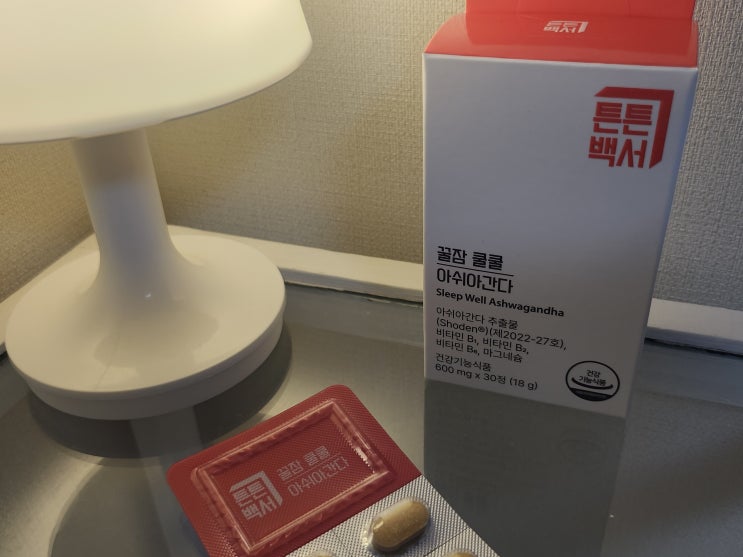 튼튼
백서
튼튼
백서
꿀잠 쿨쿨
아쉬아간다
Sleep Well Ashwagandha
아쉬아간다 추출물
(Shoden®)(제2022-27호),
비타민 B₁, 비타민 B₂,
비타민 B₆, 마그네슘
건강기능식품
600 mg x 30정 (18 g)
건강
기능식품
튼튼
백서
꿀잠 쿨쿨
아쉬아간다